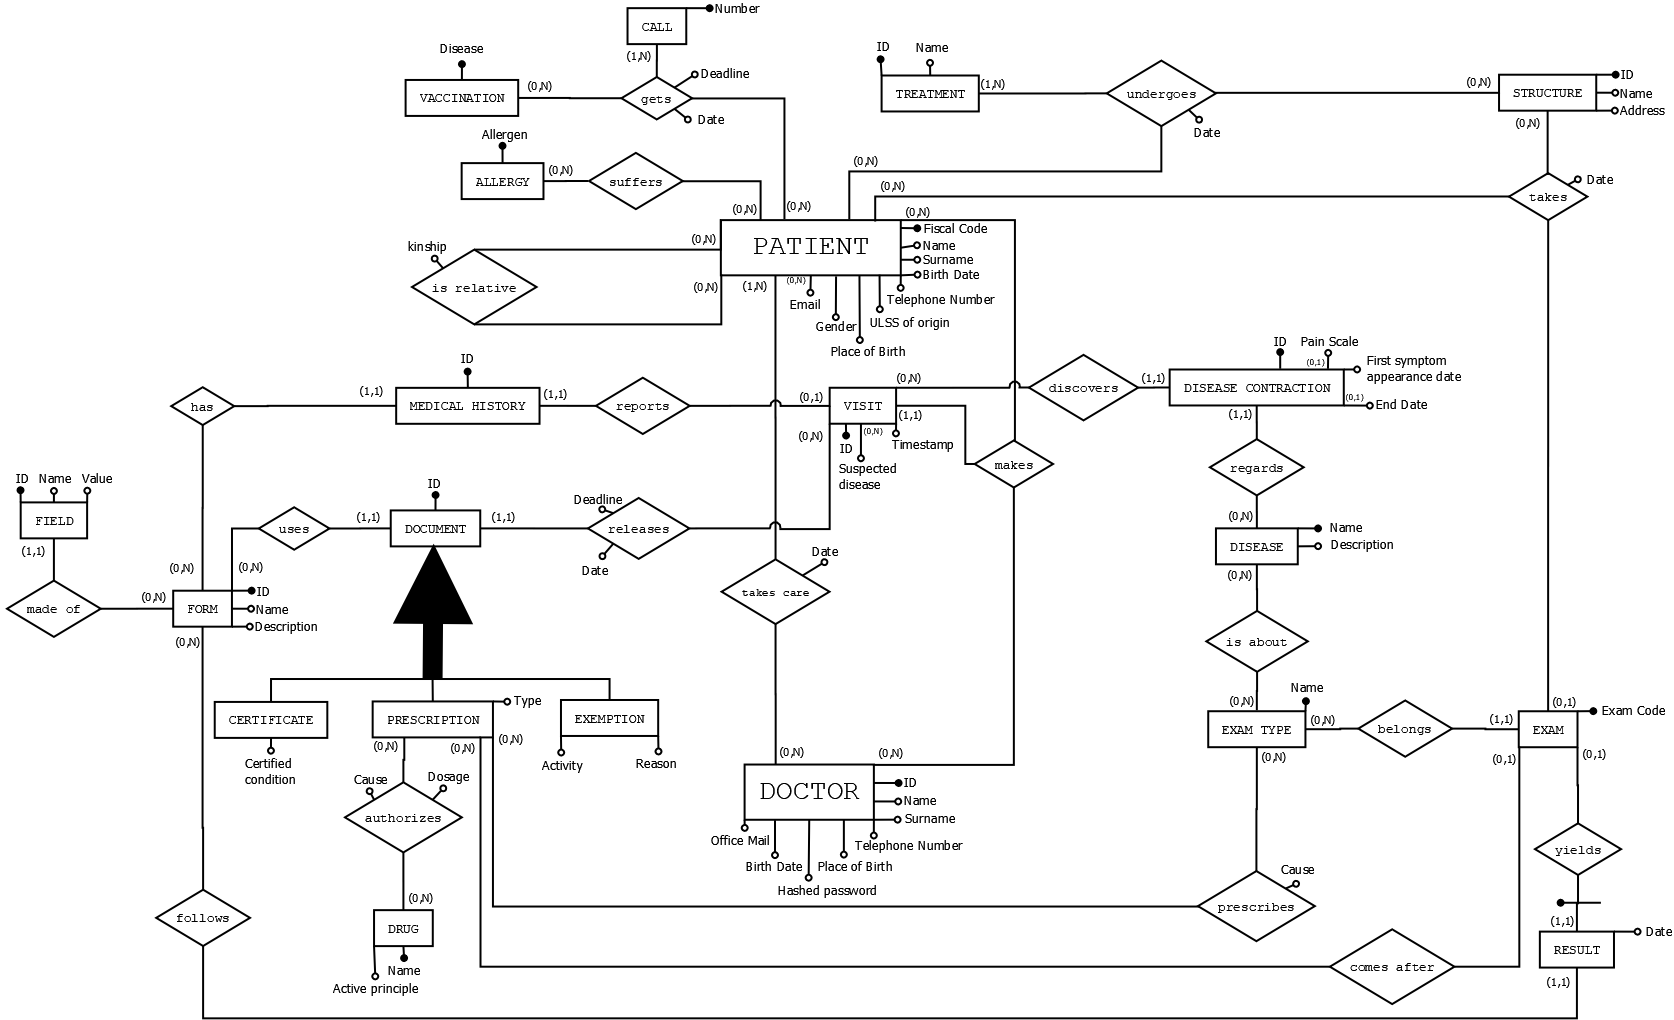 Number
CALL
(1,N)
Disease
(0,N)
VACCINATION
gets
Deadline
Date
ID
Name
TREATMENT
(1,N)
undergoes
Date
(0,N)
STRUCTURE
ID
Name
Address
(0,N)
Allergen
(0,N)
ALLERGY
suffers
(0,N)
(0,N)
(0,N)
(0,N)
(0,N)
takes
Date
PATIENT
Fiscal Code
Name
Surname
Birth Date
Telephone Number
ULSS of origin
Place of Birth
Gender
Email
(0,N)
kinship
(0,N)
is relative
(0,N)
(1,N)
ID
(1,1)
MEDICAL HISTORY
(1,1)
has
reports
(0,1)
VISIT
(0,N)
(1,1)
(0,N)
ID
(0,N)
Suspected
disease
Timestamp
discovers
(1,1)
DISEASE CONTRACTION
ID
Pain Scale
(0,1)
First symptom
appearance date
(0,1)
End Date
(1,1)
makes
regards
ID
Name
Value
FIELD
(1,1)
made of
(0,N)
uses
(1,1)
ID
DOCUMENT
(1,1)
Deadline
releases
Date
(0,N)
DISEASE
Name
Description
(0,N)
(0,N)
(0,N)
FORM
ID
Name
Description
(0,N)
Date
takes care
is about
CERTIFICATE
Certified
condition
PRESCRIPTION
Type
(0,N)
(0,N)
(0,N)
EXEMPTION
Activity
Reason
(0,N)
Name
EXAM TYPE
(0,N)
belongs
(1,1)
(0,1)
EXAM
Exam Code
(0,N)
(0,1)
(0,1)
(0,N)
(0,N)
DOCTOR
ID
Name
Surname
Telephone Number
Office Mail
Birth Date
Place of Birth
Hashed password
Cause
Dosage
authorizes
(0,N)
DRUG
Name
Active principle
yields
Cause
prescribes
follows
(1,1)
RESULT
Date
(1,1)
comes after